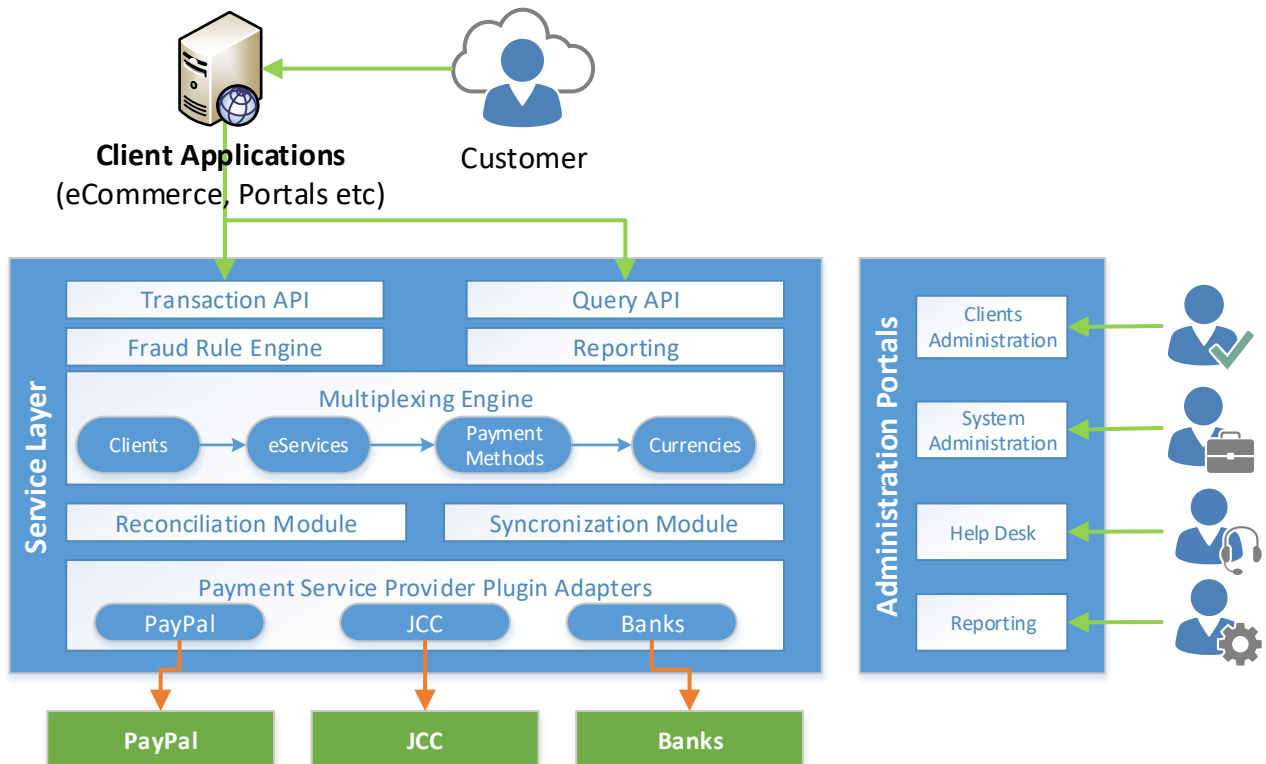 Client Applications
(eCommerce, Portals etc)
Customer
Service Layer
Transaction API
Query API
Fraud Rule Engine
Reporting
Multiplexing Engine
Clients
eServices
Payment
Methods
Currencies
Reconciliation Module
Syncronization Module
Payment Service Provider Plugin Adapters
PayPal
JCC
Banks
PayPal
JCC
Banks
Administration Portals
Clients
Administration
System
Administration
Help Desk
Reporting